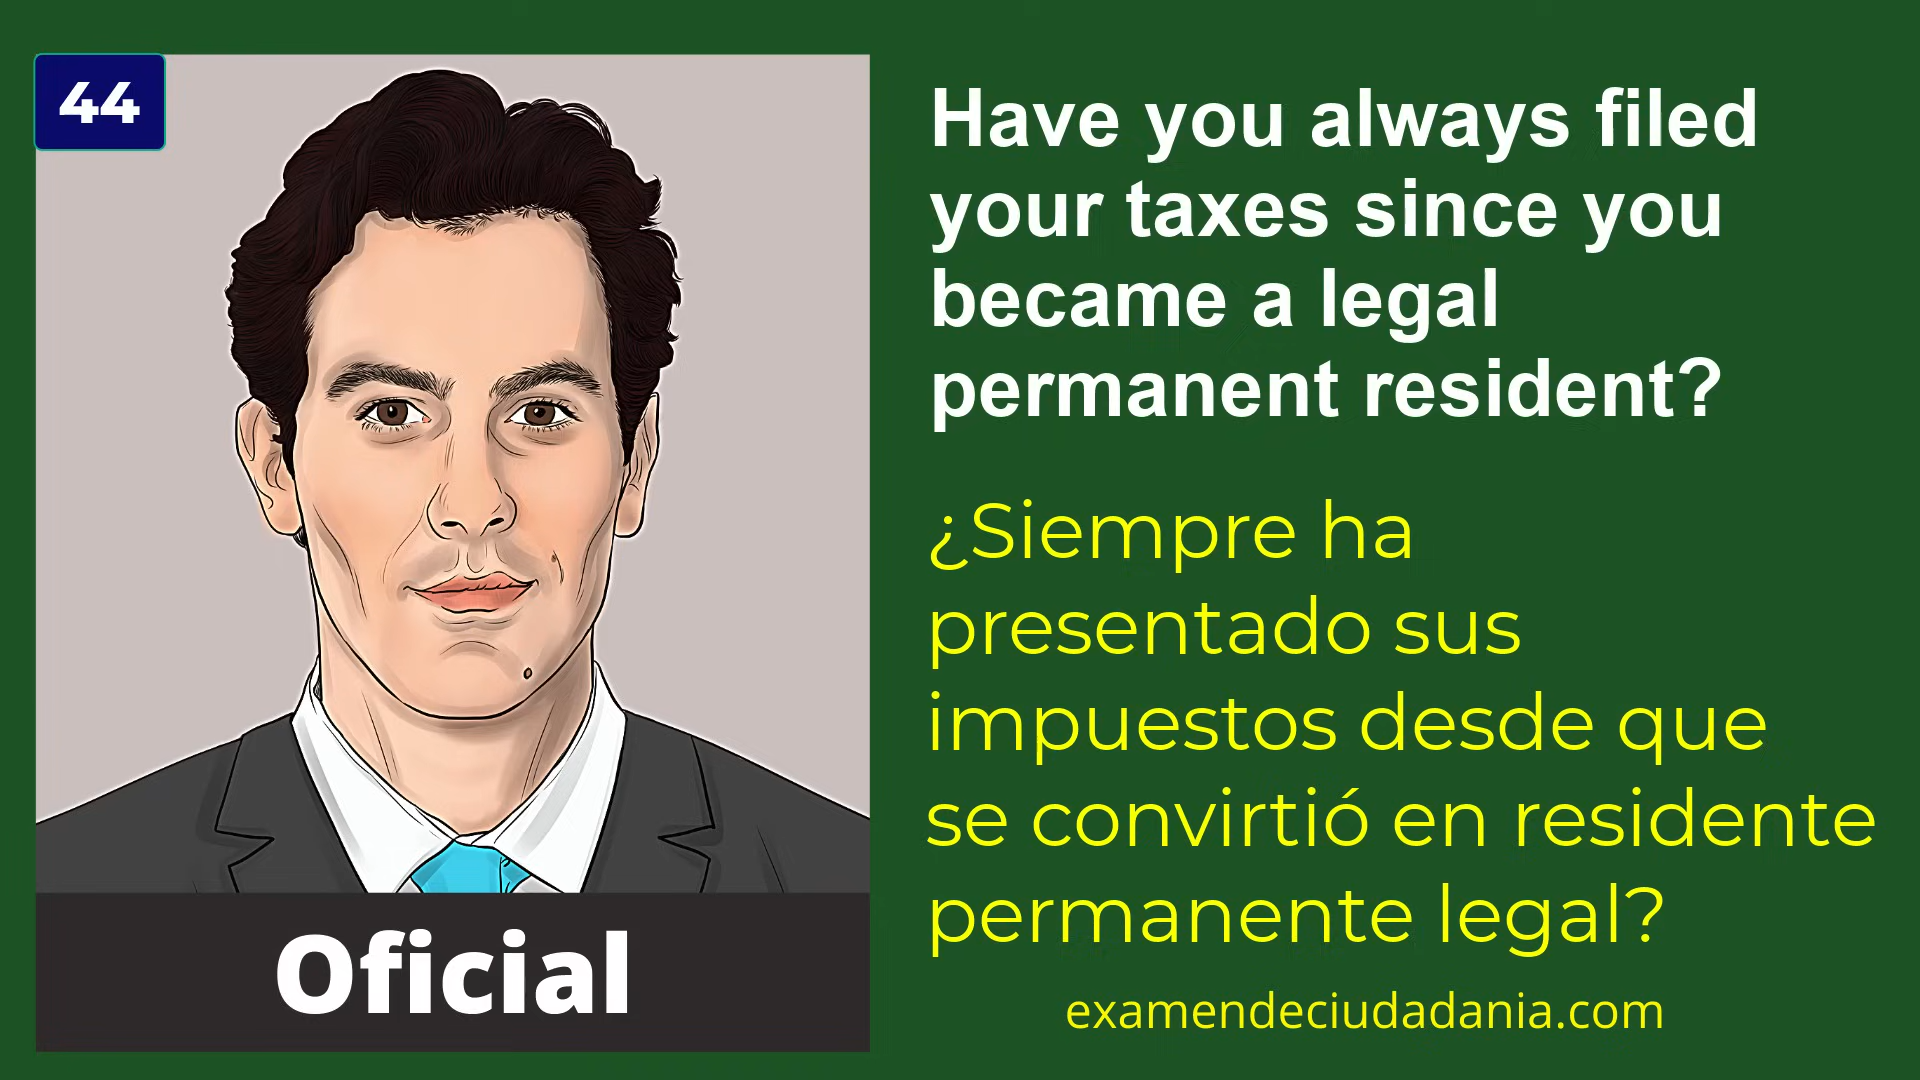 44
Have you always filed
your taxes since you
became a legal
permanent resident?
¿Siempre ha
presentado sus
impuestos desde que
se convirtió en residente
permanente legal?
Oficial
examendeciudadania.com